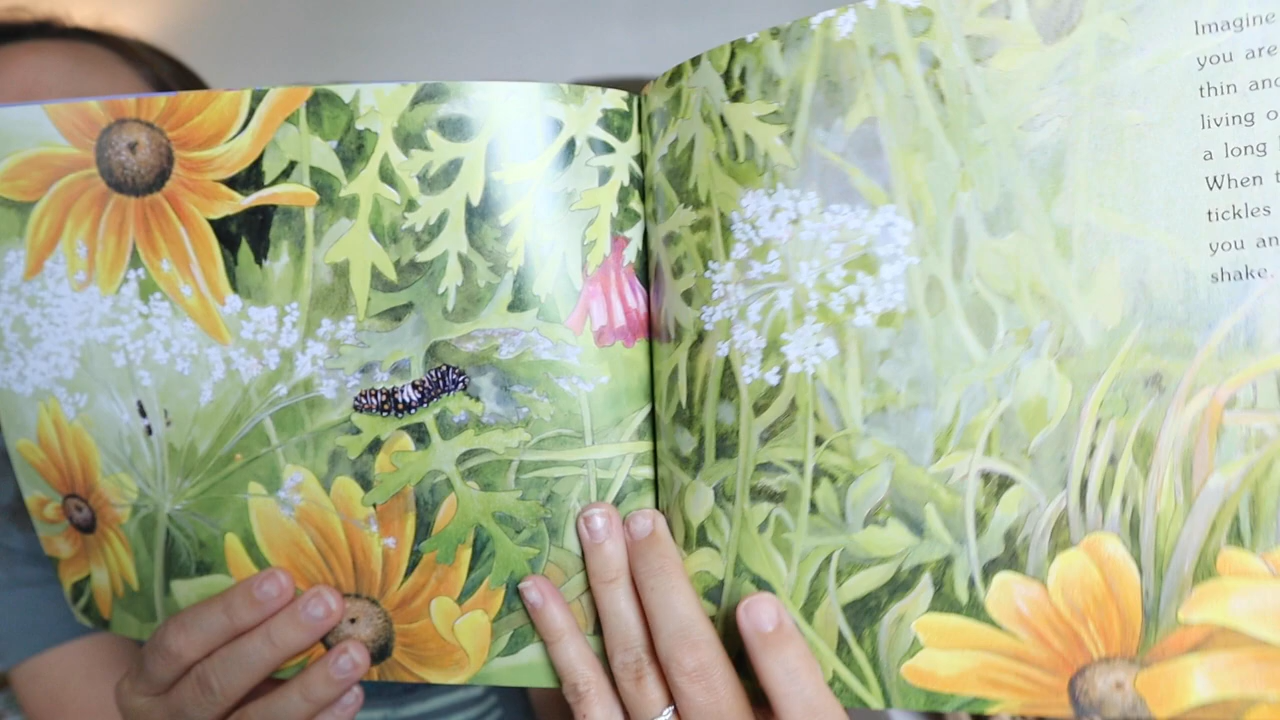 Imagine
you are
thin and
living o
a long
When t
tickles
you an
shake.